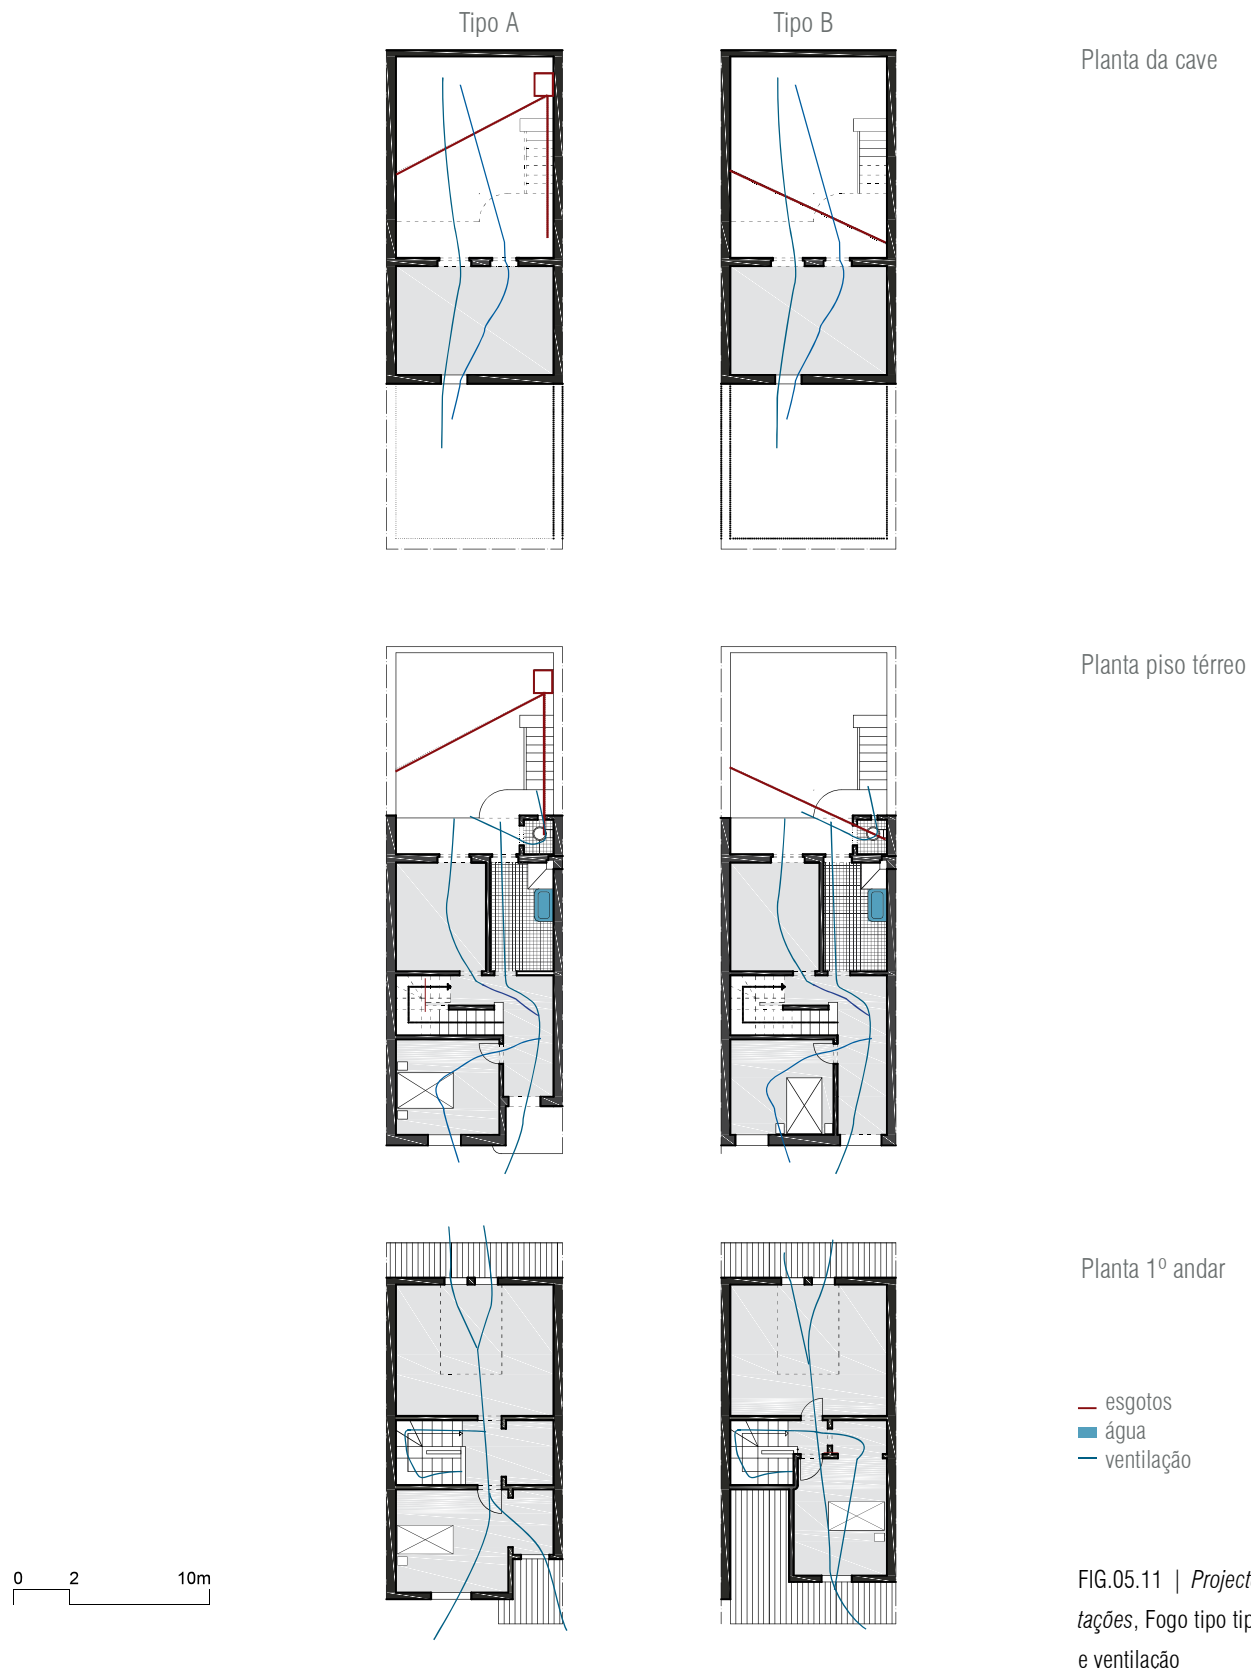 Tipo A
Tipo B
Planta da cave
Planta piso térreo
Planta 1º andar
esgotos
água
ventilação
0 2 10m
FIG.05.11 | Project
tações, Fogo tipo tip
e ventilação